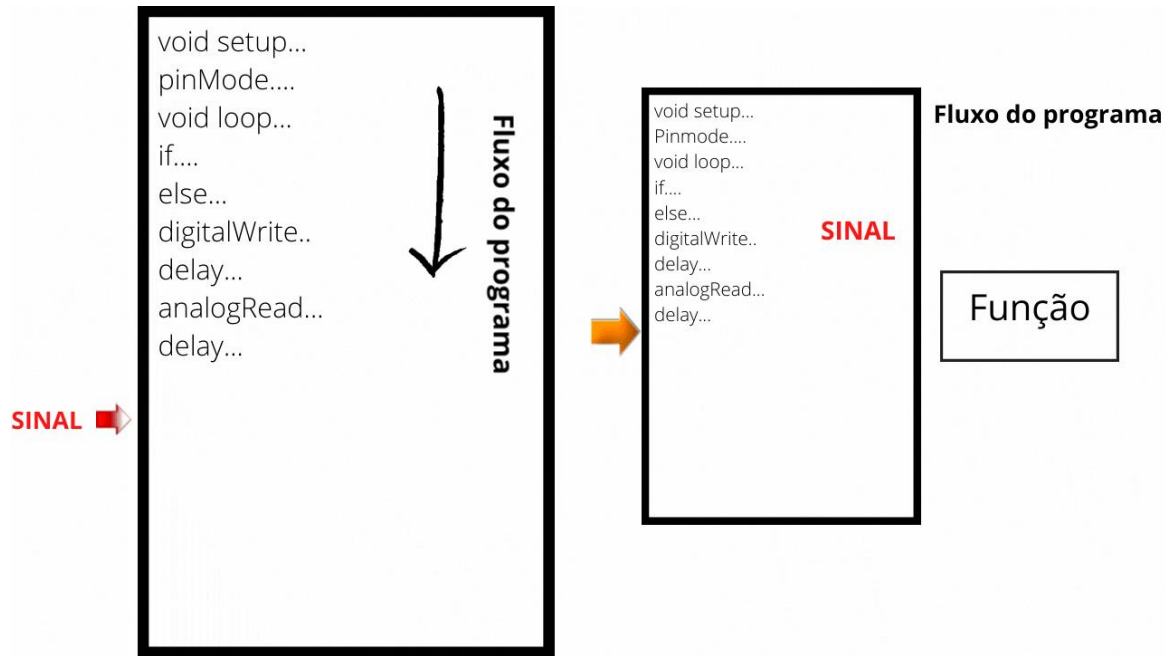 void setup...
pinMode....
void loop...
if....
else...
digitalWrite..
delay...
analogRead...
delay...
Fluxo do programa
SINAL
void setup...
Pinmode....
void loop...
if....
else...
digitalWrite..
delay...
analogRead...
delay...
SINAL
Fluxo do programa
Função